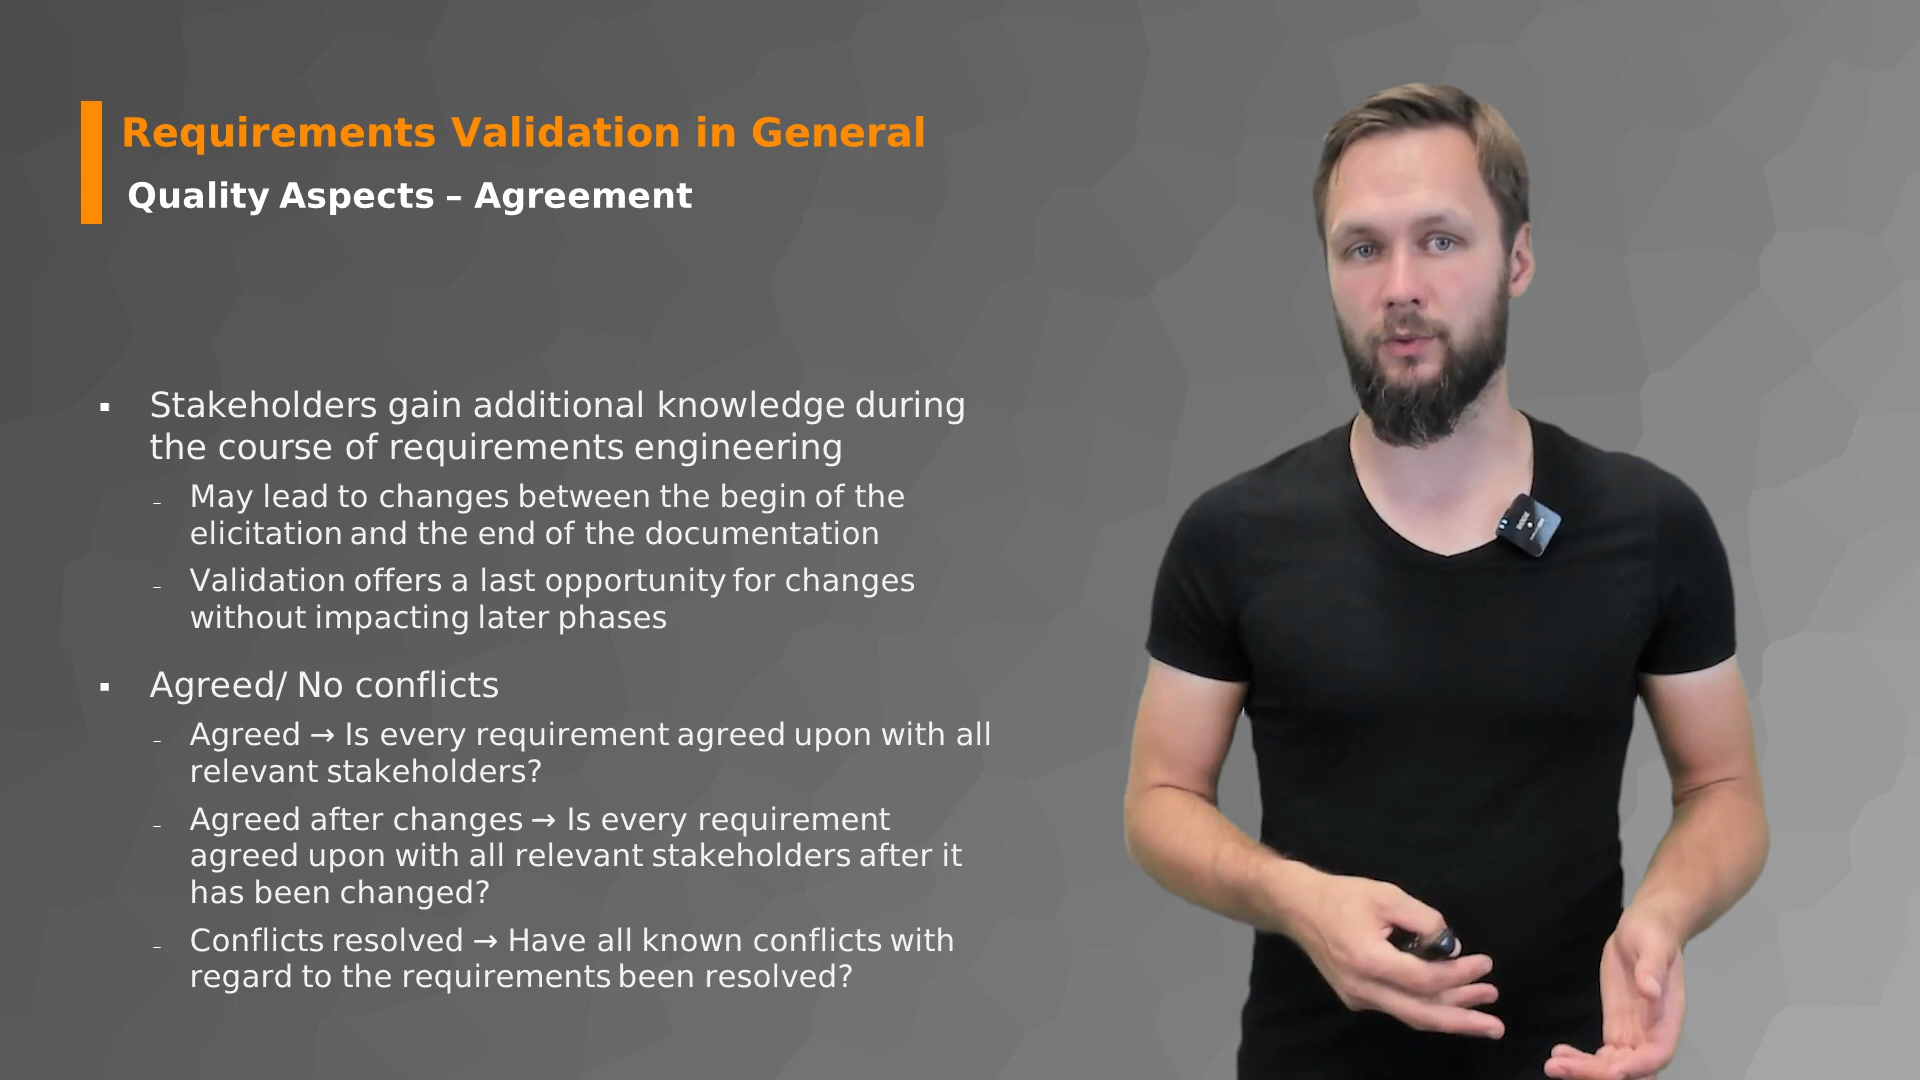 Requirements Validation in General
Quality Aspects – Agreement
▪ Stakeholders gain additional knowledge during
the course of requirements engineering
– May lead to changes between the begin of the
elicitation and the end of the documentation
– Validation offers a last opportunity for changes
without impacting later phases
▪ Agreed/ No conflicts
– Agreed → Is every requirement agreed upon with all
relevant stakeholders?
– Agreed after changes → Is every requirement
agreed upon with all relevant stakeholders after it
has been changed?
– Conflicts resolved → Have all known conflicts with
regard to the requirements been resolved?